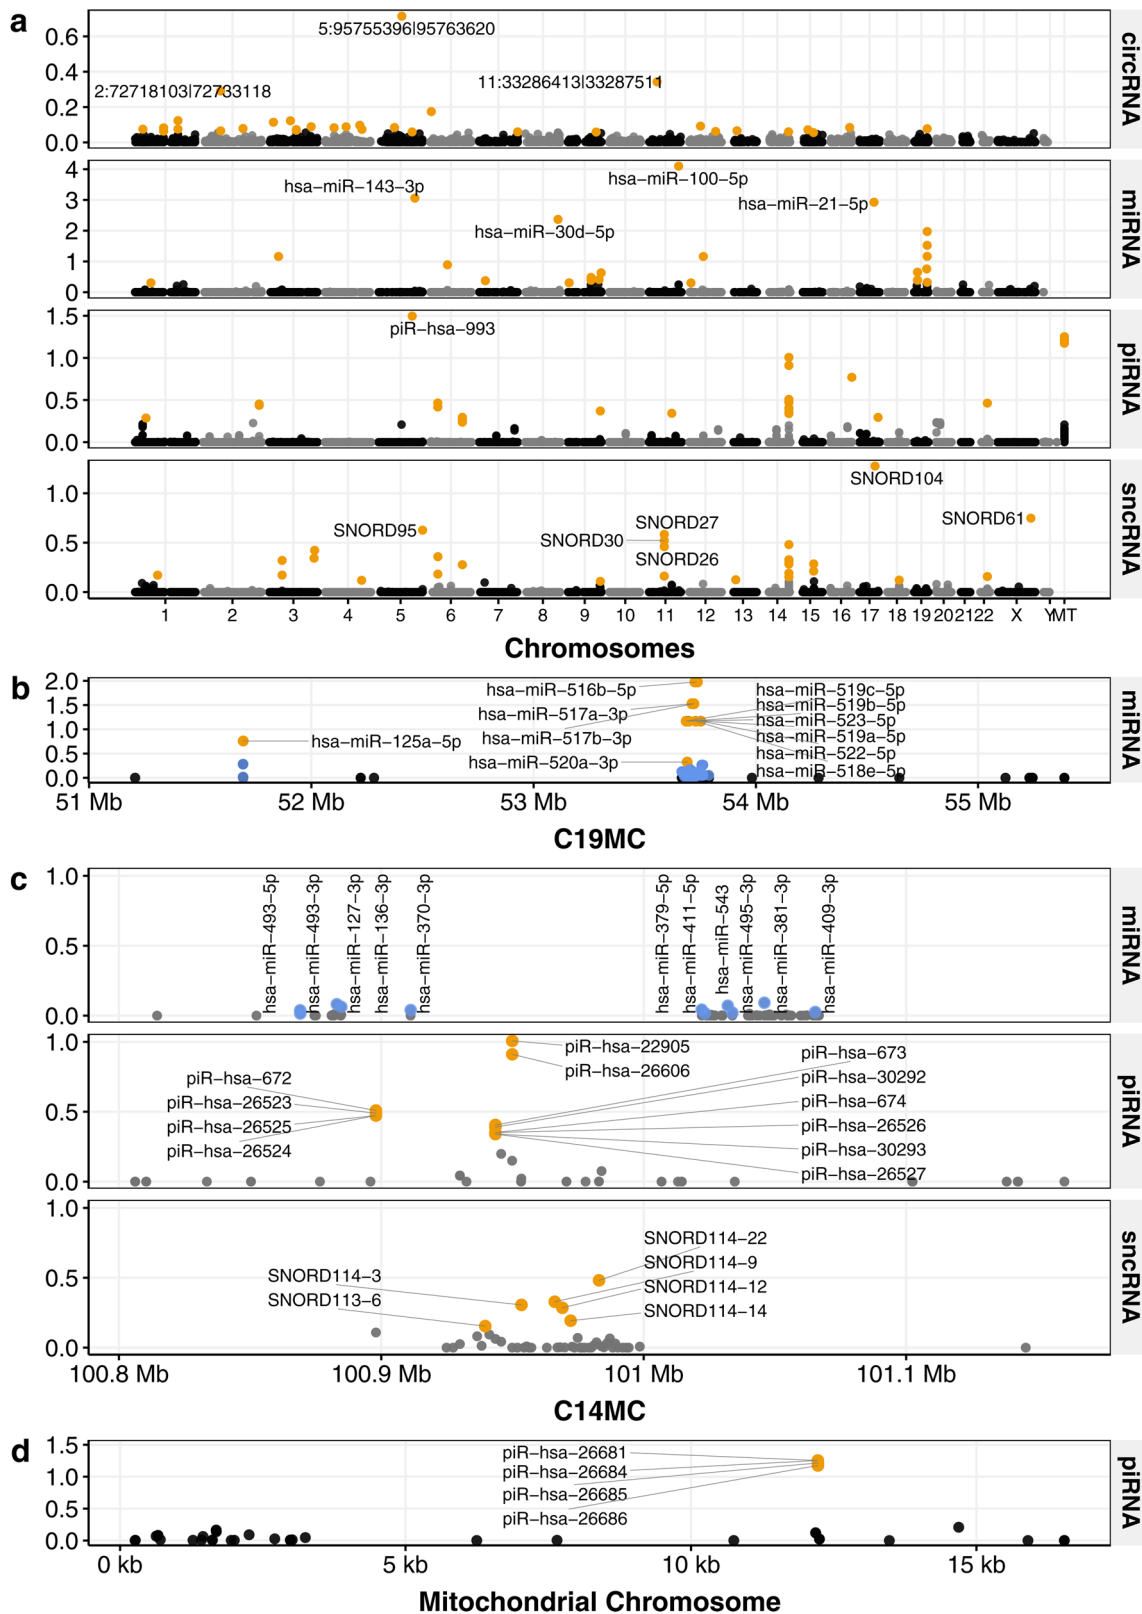 a
5:95755396|95763620
2:72718103|72733118
11:33286413|33287511
0.6
0.4
0.2
0.0
circRNA
hsa−miR−143−3p
hsa−miR−100−5p
hsa−miR−21−5p
hsa−miR−30d−5p
4
3
2
1
0
miRNA
piR−hsa−993
1.5
1.0
0.5
0.0
piRNA
SNORD104
SNORD95
SNORD27
SNORD30
SNORD26
SNORD61
1.0
0.5
0.0
sncRNA
1 2 3 4 5 6 7 8 9 10 11 12 13 14 15 16 17 18 19 20 21 22 X Y MT
Chromosomes
b
2.0
1.5
1.0
0.5
0.0
hsa−miR−516b−5p
hsa−miR−517a−3p
hsa−miR−517b−3p
hsa−miR−520a−3p
hsa−miR−125a−5p
hsa−miR−519c−5p
hsa−miR−519b−5p
hsa−miR−523−5p
hsa−miR−519a−5p
hsa−miR−522−5p
hsa−miR−518e−5p
miRNA
51 Mb 52 Mb 53 Mb 54 Mb 55 Mb
C19MC
c
1.0
0.5
0.0
hsa−miR−493−5p
hsa−miR−493−3p
hsa−miR−127−3p
hsa−miR−136−3p
hsa−miR−370−3p
hsa−miR−379−5p
hsa−miR−411−5p
hsa−miR−543
hsa−miR−495−3p
hsa−miR−381−3p
hsa−miR−409−3p
miRNA
1.0
0.5
0.0
piR−hsa−672
piR−hsa−26523
piR−hsa−26525
piR−hsa−26524
piR−hsa−22905
piR−hsa−26606
piR−hsa−673
piR−hsa−30292
piR−hsa−674
piR−hsa−26526
piR−hsa−30293
piR−hsa−26527
piRNA
1.0
0.5
0.0
SNORD114−3
SNORD113−6
SNORD114−22
SNORD114−9
SNORD114−12
SNORD114−14
sncRNA
100.8 Mb 100.9 Mb 101 Mb 101.1 Mb
C14MC
d
1.5
1.0
0.5
0.0
piR−hsa−26681
piR−hsa−26684
piR−hsa−26685
piR−hsa−26686
piRNA
0 kb 5 kb 10 kb 15 kb
Mitochondrial Chromosome